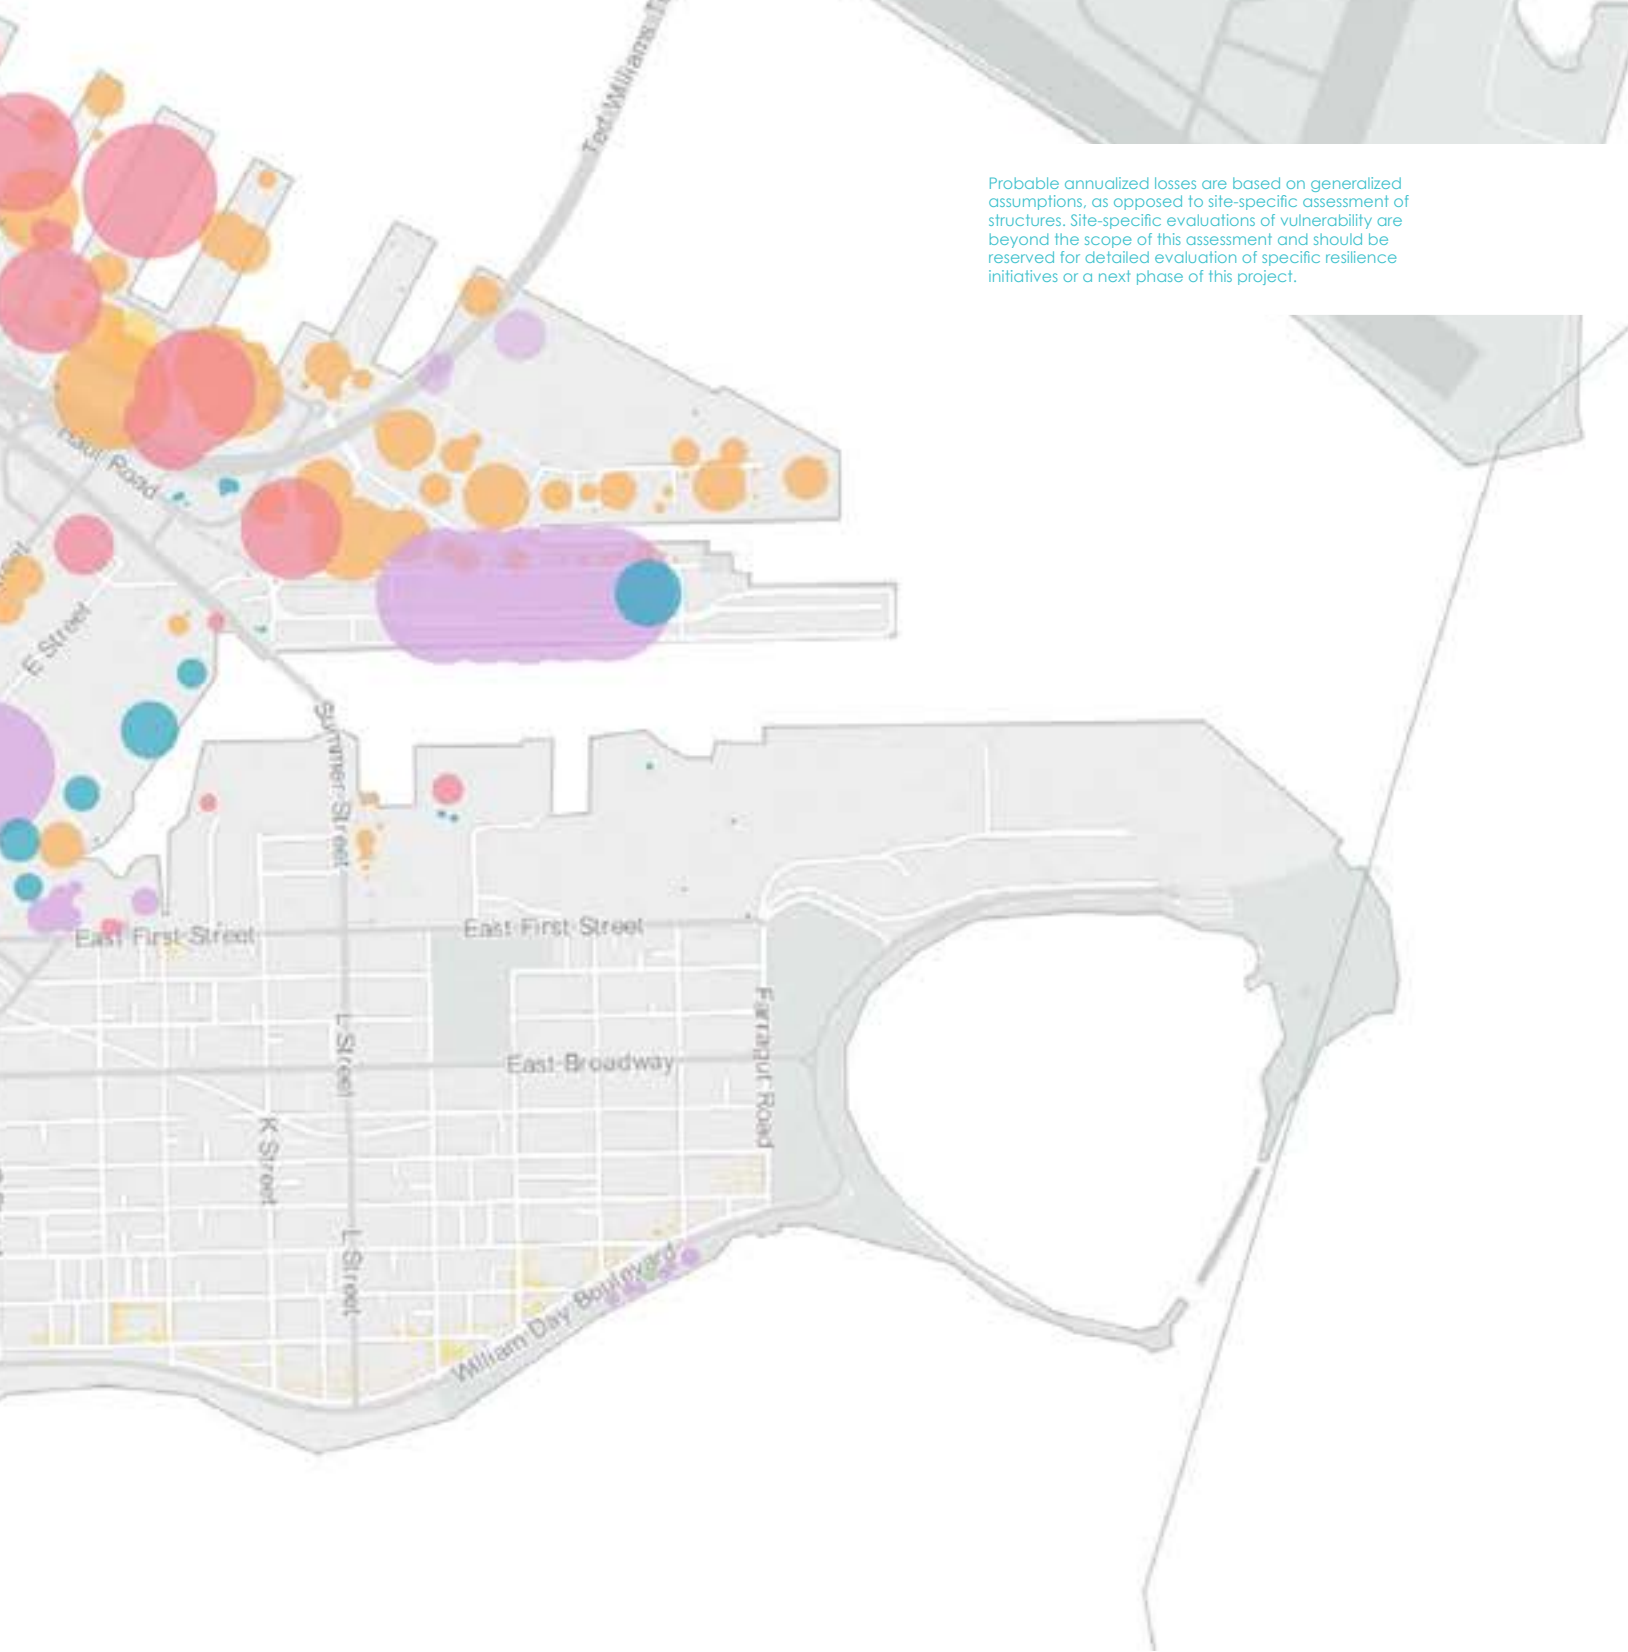 Ted Williams T
Probable annualized losses are based on generalized
assumptions, as opposed to site-specific assessment of
structures. Site-specific evaluations of vulnerability are
beyond the scope of this assessment and should be
reserved for detailed evaluation of specific resilience
initiatives or a next phase of this project.
Haul Road
E Street
Summer Street
East First Street
East First Street
L Street
Farragut Road
East Broadway
K Street
L Street
William Day Boulevard